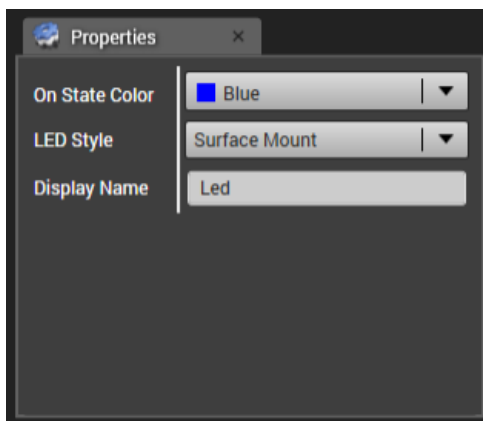 Properties ×
On State Color Blue
LED Style Surface Mount
Display Name Led